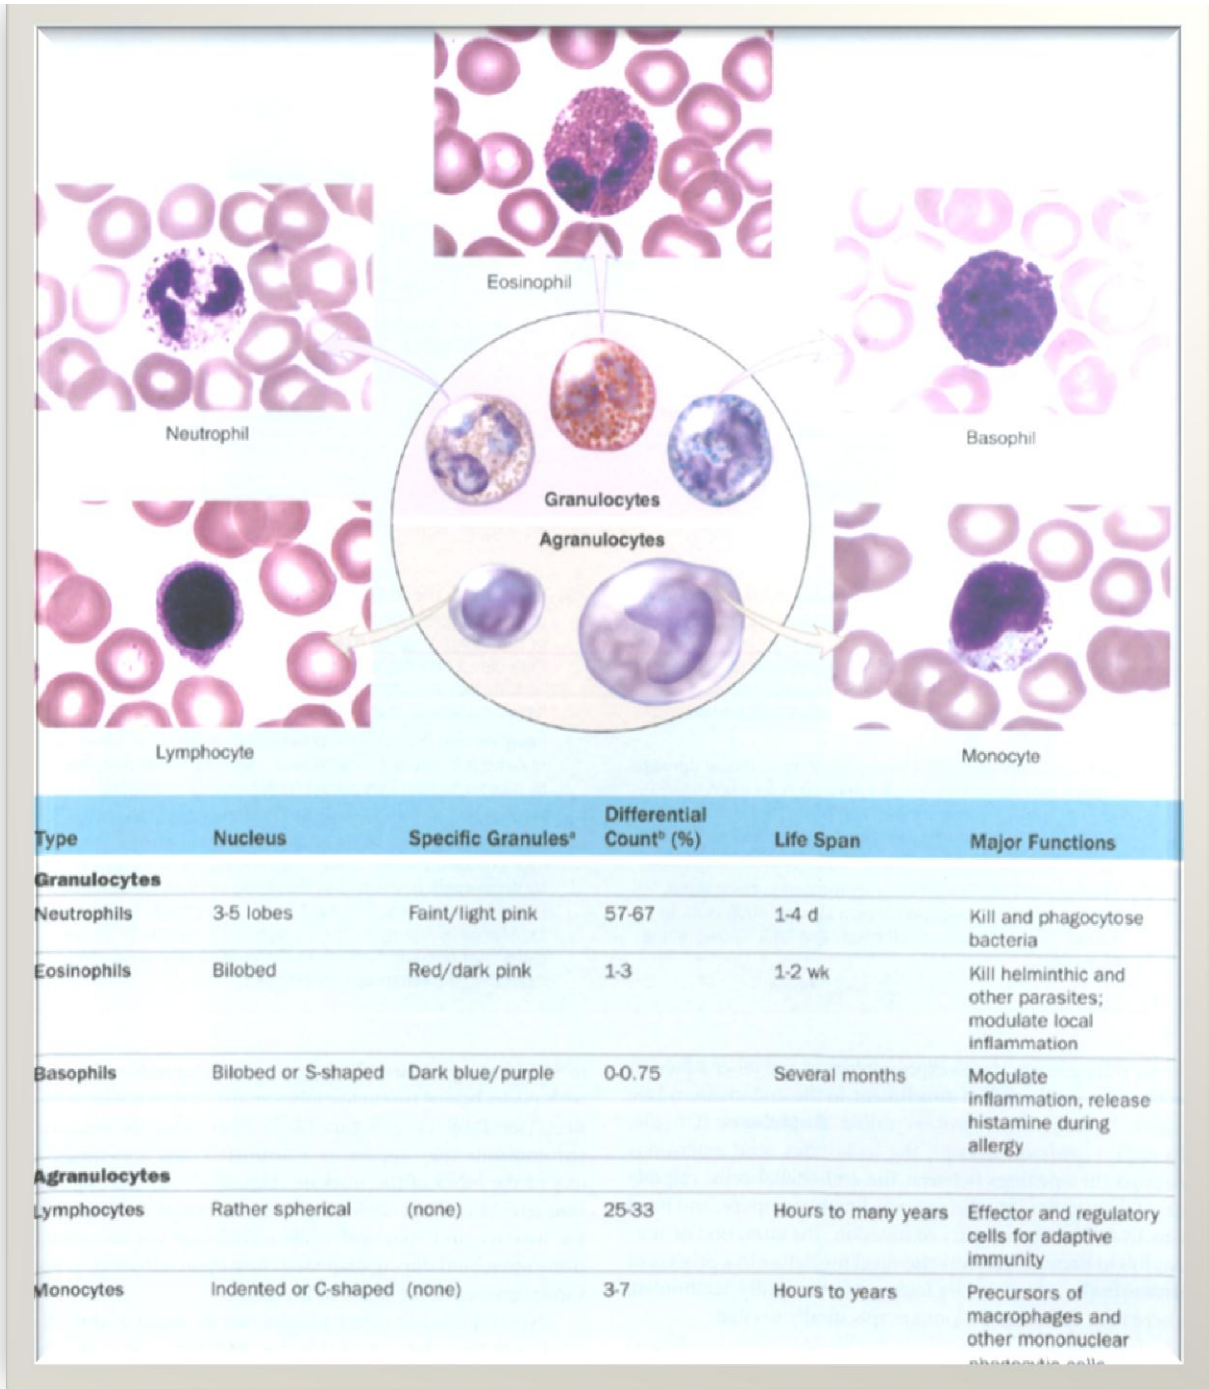 Eosinophil
Neutrophil
Basophil
Granulocytes
Agranulocytes
Lymphocyte
Monocyte
Type Nucleus Specific Granulesᵃ Differential Countᵇ (%) Life Span Major Functions
Granulocytes
Neutrophils 3-5 lobes Faint/light pink 57-67 1-4 d Kill and phagocytose
bacteria
Eosinophils Bilobed Red/dark pink 1-3 1-2 wk Kill helminthic and
other parasites;
modulate local
inflammation
Basophils Bilobed or S-shaped Dark blue/purple 0-0.75 Several months Modulate
inflammation, release
histamine during
allergy
Agranulocytes
Lymphocytes Rather spherical (none) 25-33 Hours to many years Effector and regulatory
cells for adaptive
immunity
Monocytes Indented or C-shaped (none) 3-7 Hours to years Precursors of
macrophages and
other mononuclear